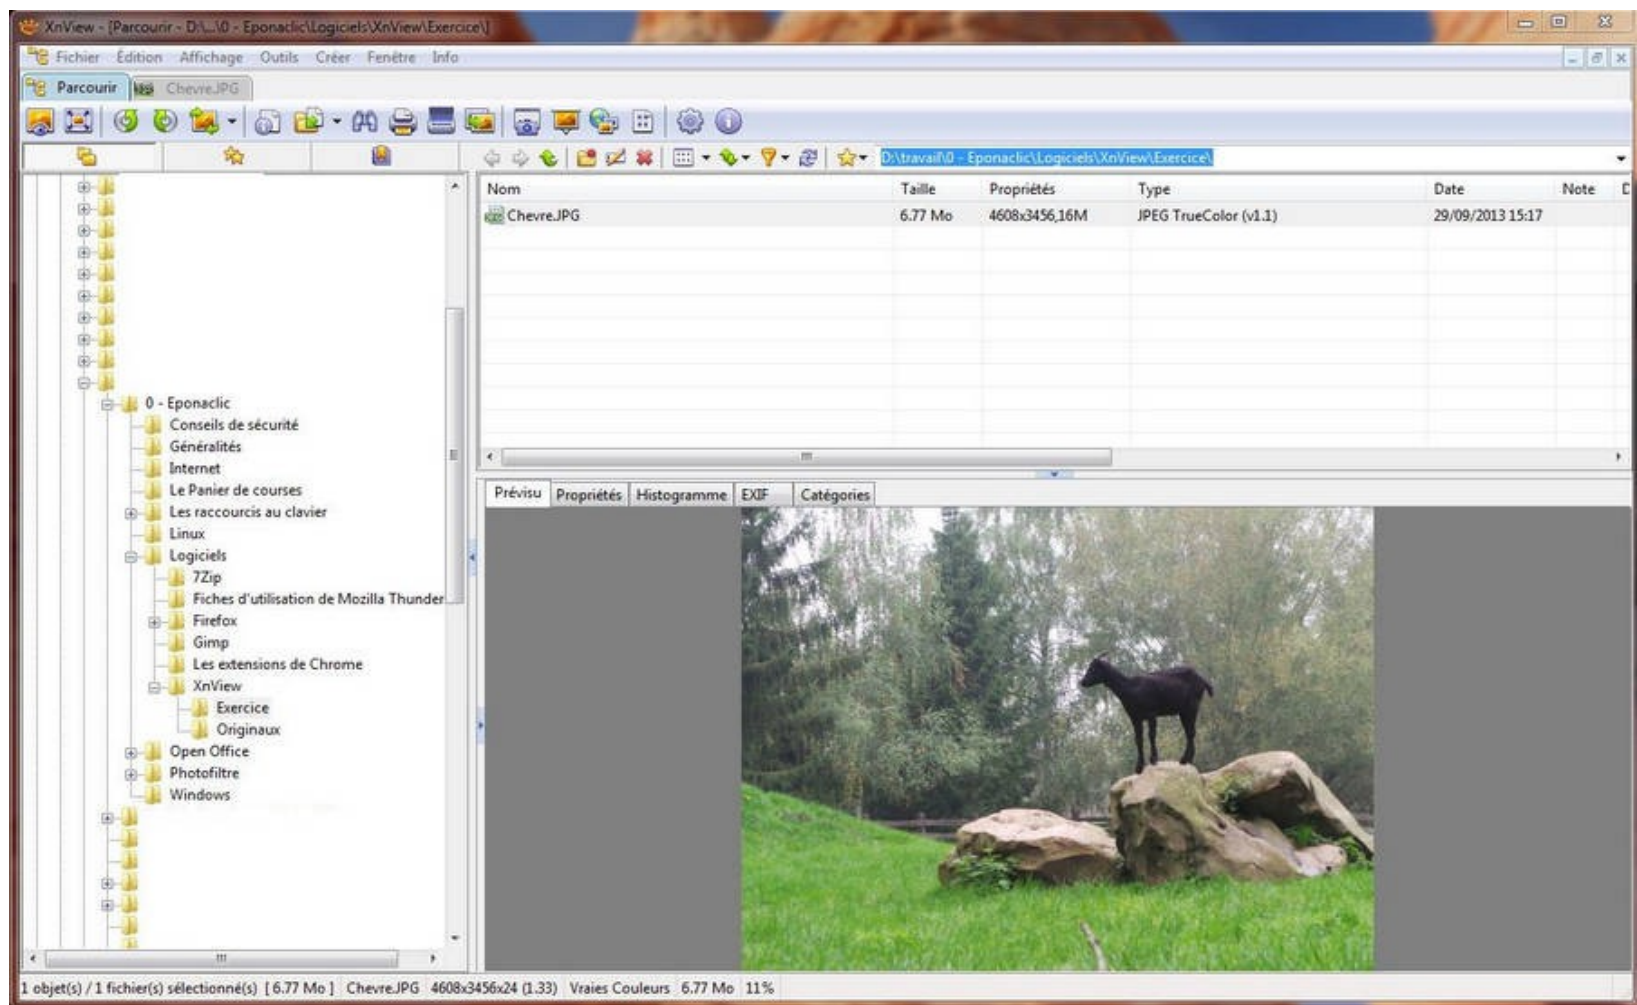 XnView - [Parcourir - D:\...\0 - Eponaclic\Logiciels\XnView\Exercice\]
Fichier Édition Affichage Outils Créer Fenêtre Info
Parcourir ChevreJPG
D:\travail\0 - Eponaclic\Logiciels\XnView\Exercice\
Nom Taille Propriétés Type Date Note D
Chevre.JPG 6.77 Mo 4608x3456,16M JPEG TrueColor (v1.1) 29/09/2013 15:17
0 - Eponaclic
Conseils de sécurité
Généralités
Internet
Le Panier de courses
Les raccourcis au clavier
Linux
Logiciels
7Zip
Fiches d'utilisation de Mozilla Thunder
Firefox
Gimp
Les extensions de Chrome
XnView
Exercice
Originaux
Open Office
Photofiltre
Windows
Prévisu Propriétés Histogramme EXIF Catégories
1 objet(s) / 1 fichier(s) sélectionné(s) [ 6.77 Mo ] Chevre.JPG 4608x3456x24 (1.33) Vraies Couleurs 6.77 Mo 11%